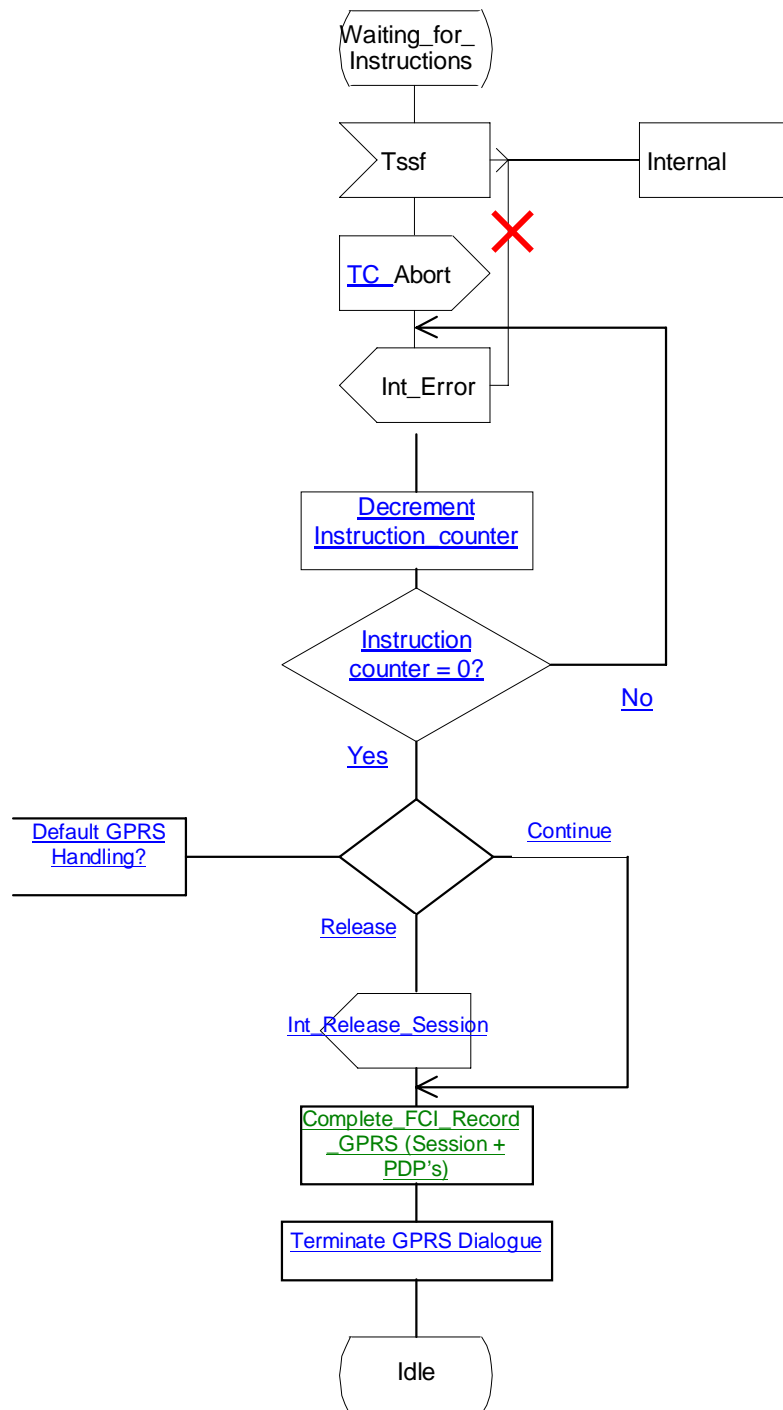 Waiting_for_
Instructions
Tssf
Internal
TC_Abort
Int_Error
Decrement
Instruction_counter
Instruction
counter = 0?
No
Yes
Default GPRS
Handling?
Continue
Release
Int_Release_Session
Complete_FCI_Record
_GPRS (Session +
PDP's)
Terminate GPRS Dialogue
Idle